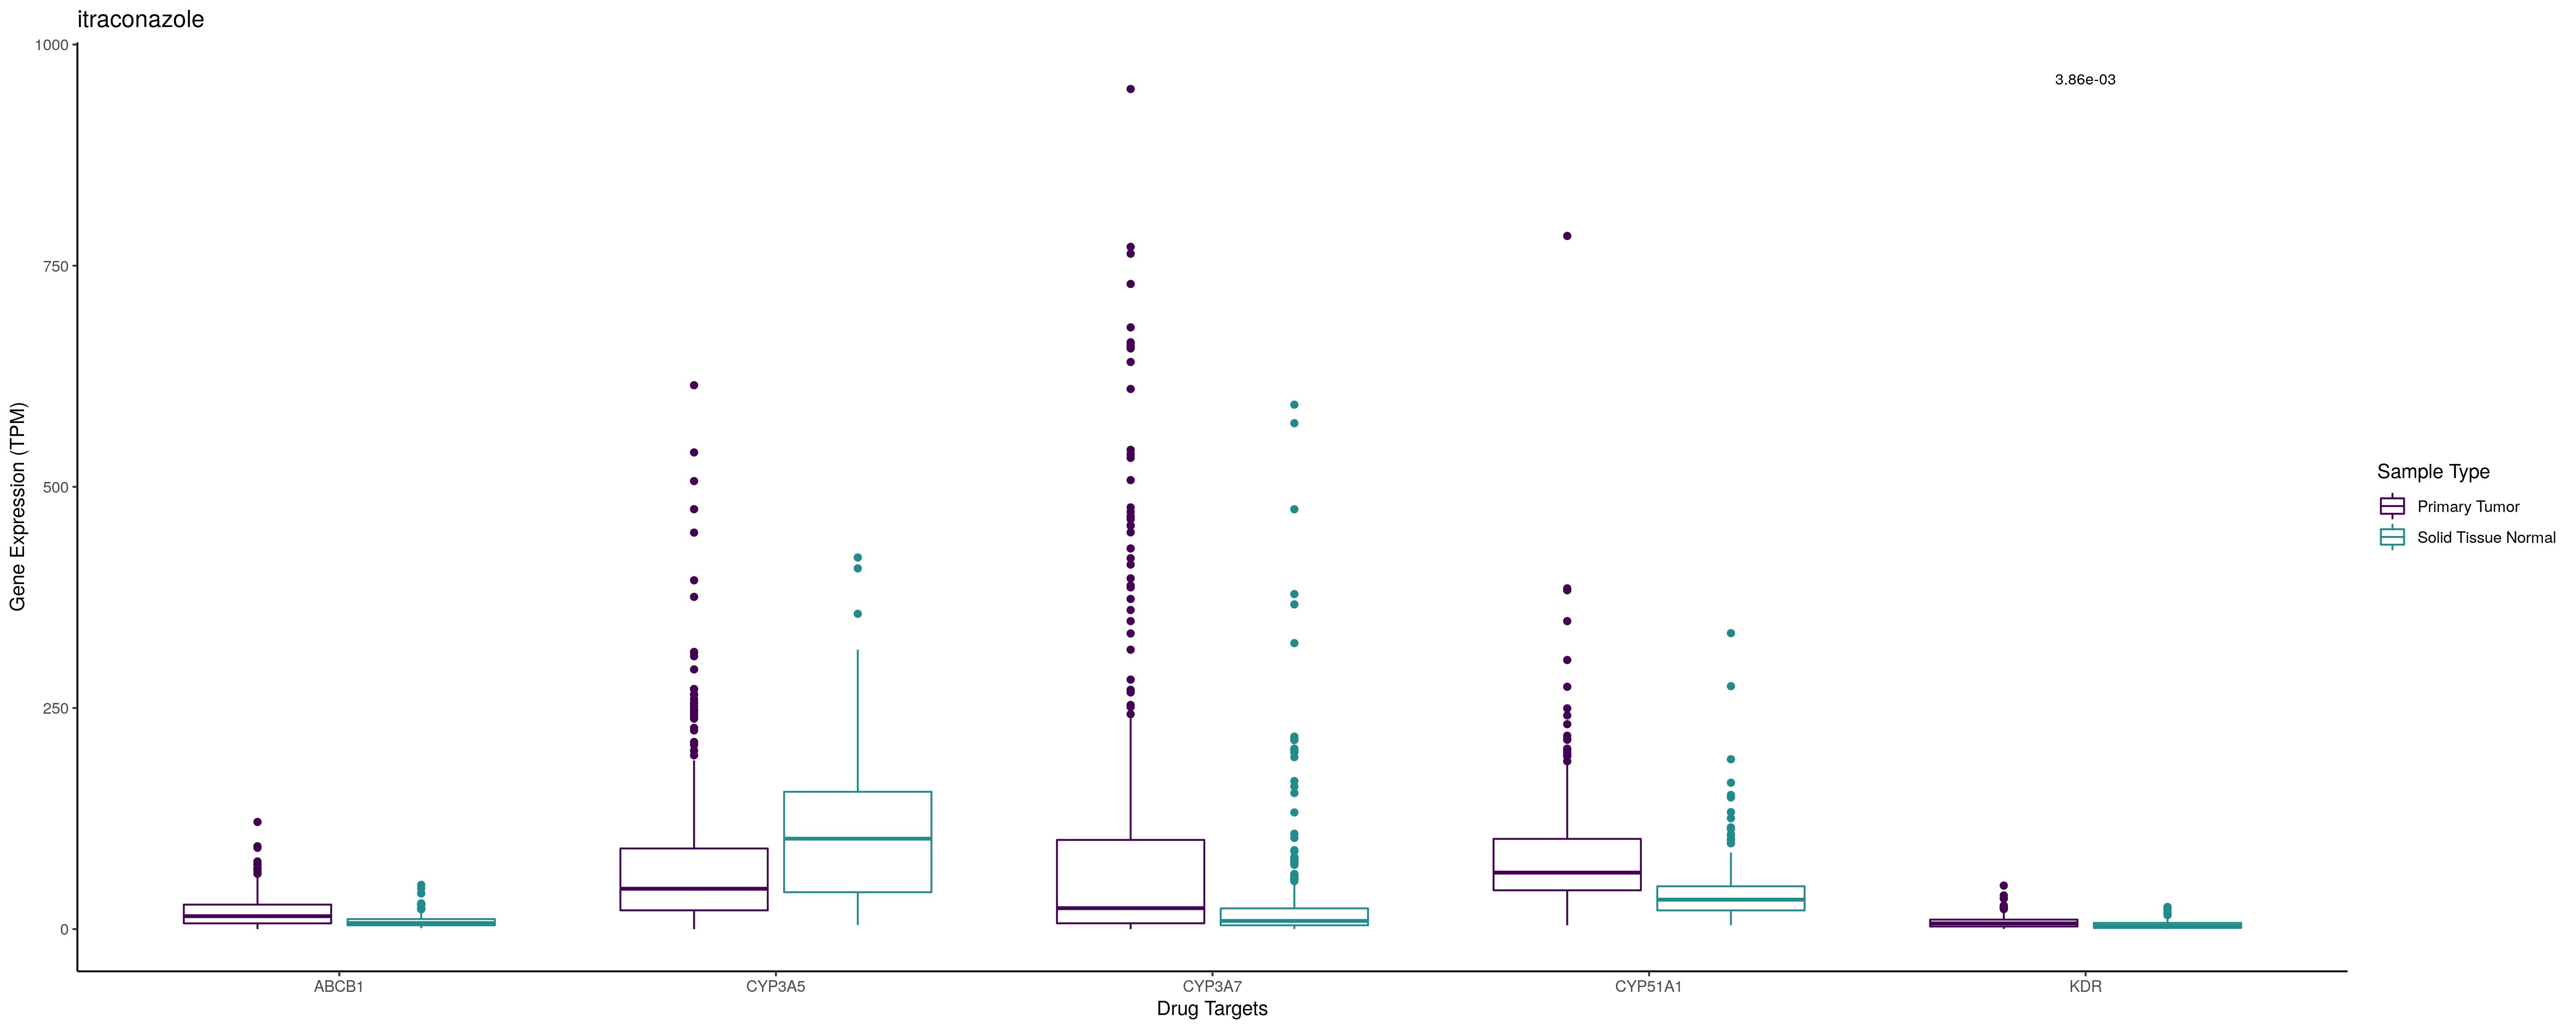 itraconazole
1000
750
500
250
0
Gene Expression (TPM)
3.86e-03
ABCB1
CYP3A5
CYP3A7
CYP51A1
KDR
Drug Targets
Sample Type
Primary Tumor
Solid Tissue Normal